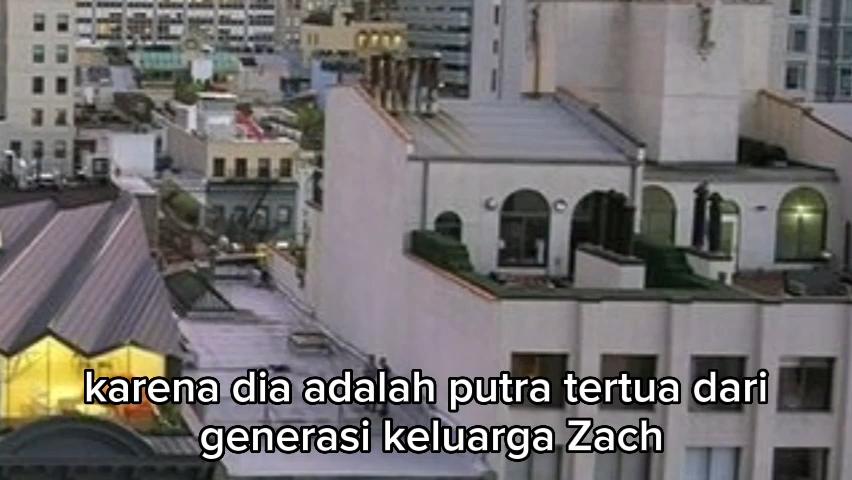 karena dia adalah putra tertua dari
generasi keluarga Zach